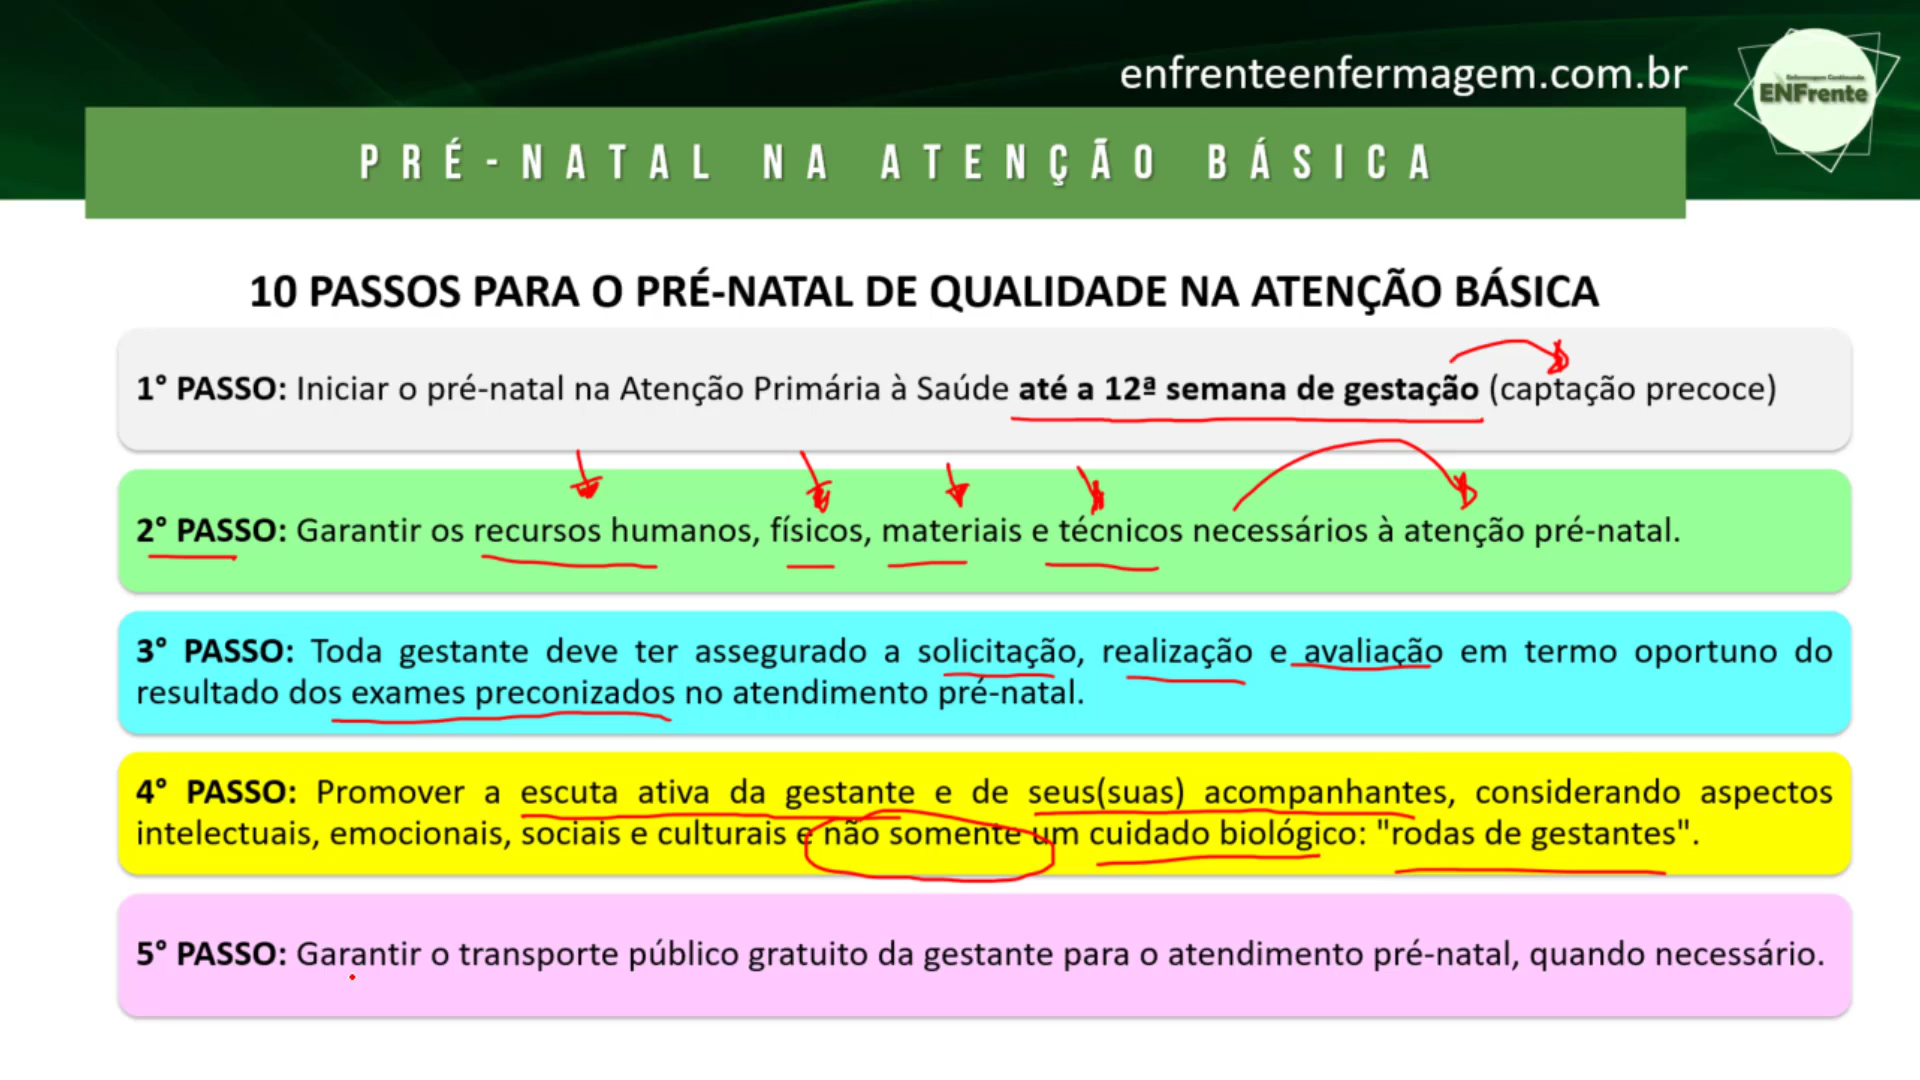 enfrenteenfermagem.com.br
Enfermagem Continuada
ENFrente
PRÉ-NATAL NA ATENÇÃO BÁSICA
10 PASSOS PARA O PRÉ-NATAL DE QUALIDADE NA ATENÇÃO BÁSICA
1° PASSO: Iniciar o pré-natal na Atenção Primária à Saúde até a 12ª semana de gestação (captação precoce)
2° PASSO: Garantir os recursos humanos, físicos, materiais e técnicos necessários à atenção pré-natal.
3° PASSO: Toda gestante deve ter assegurado a solicitação, realização e avaliação em termo oportuno do
resultado dos exames preconizados no atendimento pré-natal.
4° PASSO: Promover a escuta ativa da gestante e de seus(suas) acompanhantes, considerando aspectos
intelectuais, emocionais, sociais e culturais e não somente um cuidado biológico: "rodas de gestantes".
5° PASSO: Garantir o transporte público gratuito da gestante para o atendimento pré-natal, quando necessário.